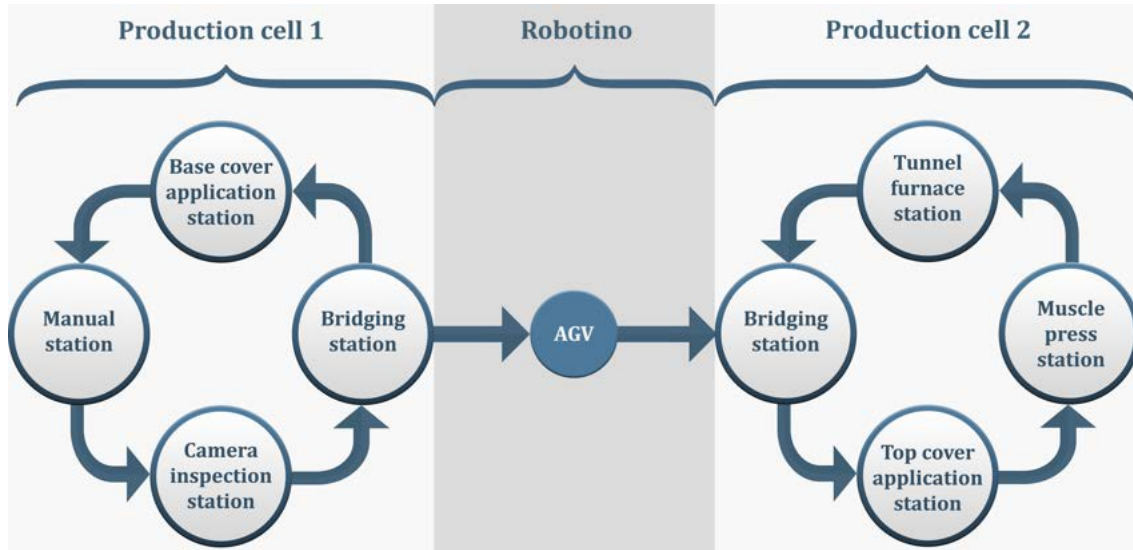 Production cell 1
Robotino
Production cell 2
Base cover
application
station
Manual
station
Bridging
station
Camera
inspection
station
AGV
Tunnel
furnace
station
Bridging
station
Muscle
press
station
Top cover
application
station